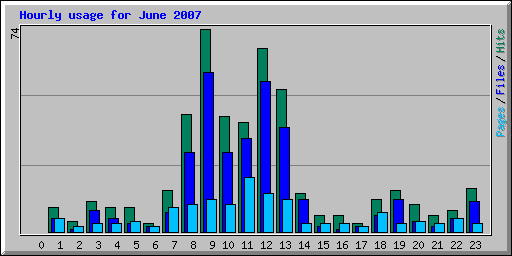 Hourly usage for June 2007
74
Pages / Files / Hits
0 1 2 3 4 5 6 7 8 9 10 11 12 13 14 15 16 17 18 19 20 21 22 23